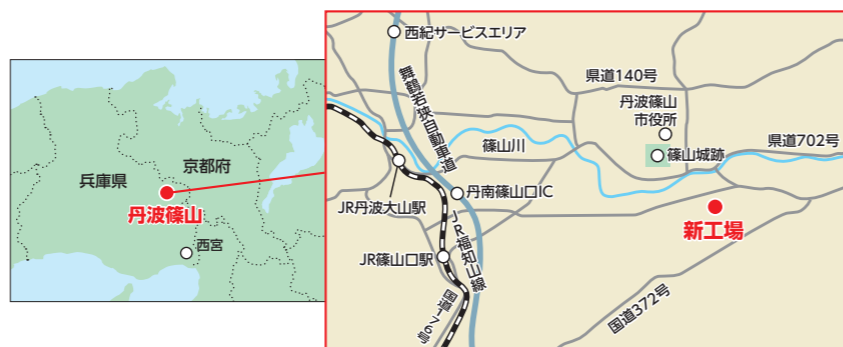 兵庫県
京都府
丹波篠山
西宮
西紀サービスエリア
舞鶴若狭自動車道
県道140号
丹波篠山
市役所
篠山川
篠山城跡
県道702号
JR丹波大山駅
丹南篠山口IC
新工場
JR福知山線
JR篠山口駅
国道176号
国道372号